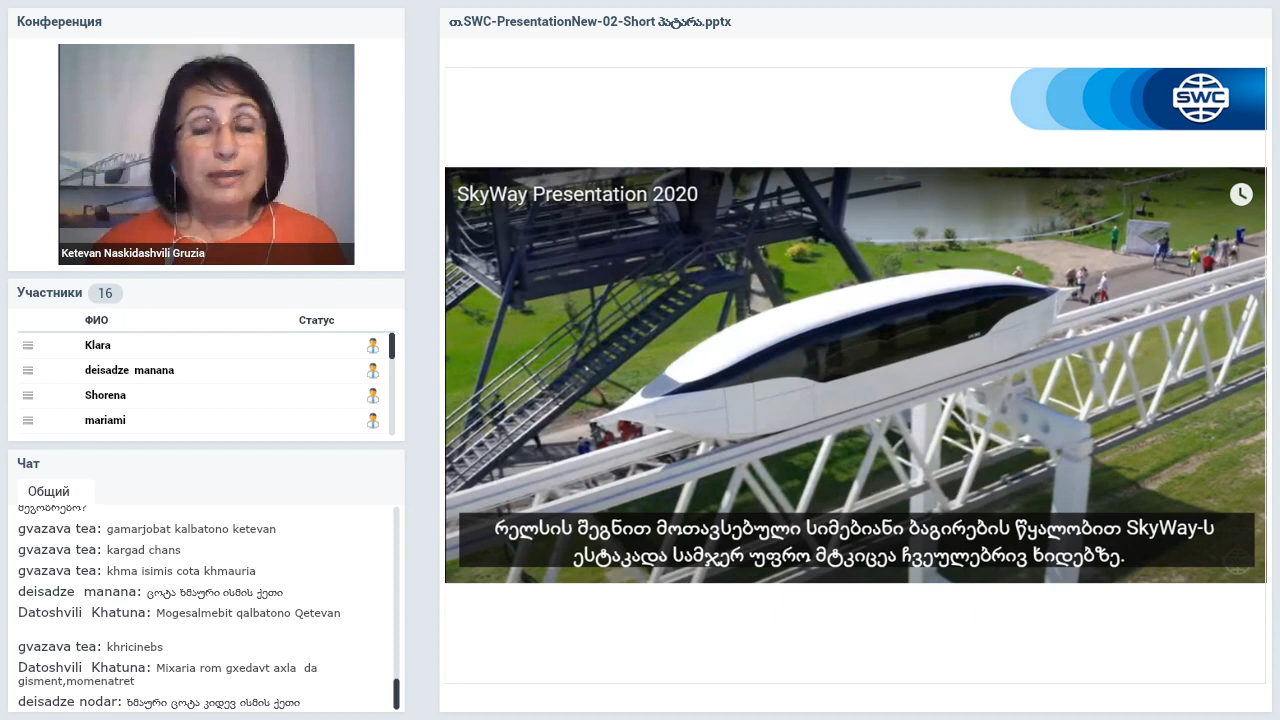 Конференция
Ketevan Naskidashvili Gruzia
Участники 16
ФИО Статус
Klara
deisadze manana
Shorena
mariami
Чат
Общий
gvazava tea: gamarjobat kalbatono ketevan
gvazava tea: kargad chans
gvazava tea: khma isimis cota khmauria
deisadze manana: ცოტა ხმაური ისმის ქეთი
Datoshvili Khatuna: Mogesalmebit qalbatono Qetevan
gvazava tea: khricinebs
Datoshvili Khatuna: Mixaria rom gxedavt axla da
gisment,momenatret
deisadze nodar: ხმაური ცოტა კიდევ ისმის ქეთი
თ.SWC-PresentationNew-02-Short პატარა.pptx
SWC
SkyWay Presentation 2020
რელსის შეგნით მოთავსებული სიმებიანი ბაგირების წყალობით SkyWay-ს
ესტაკადა სამჯერ უფრო მტკიცეა ჩვეულებრივ ხიდებზე.